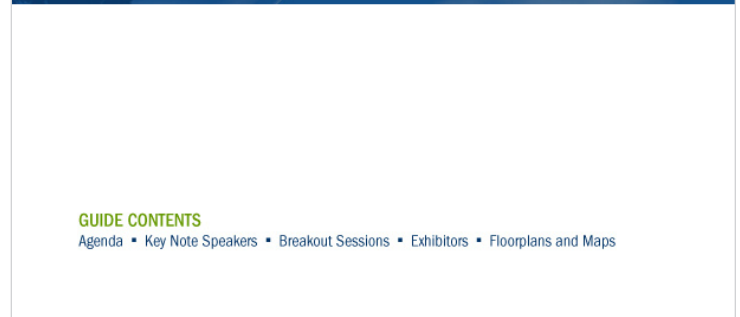 GUIDE CONTENTS
Agenda ▪ Key Note Speakers ▪ Breakout Sessions ▪ Exhibitors ▪ Floorplans and Maps